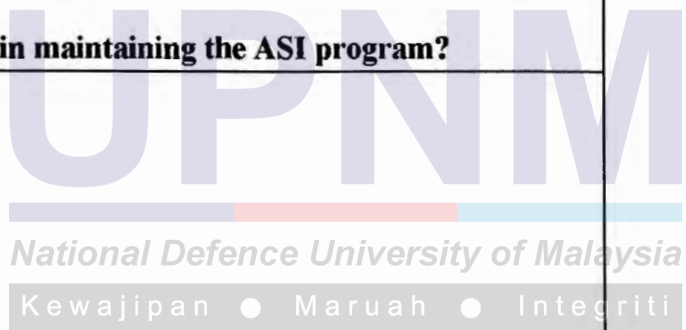 in maintaining the ASI program?
UPNM
National Defence University of Malaysia
Kewajipan ● Maruah ● Integriti